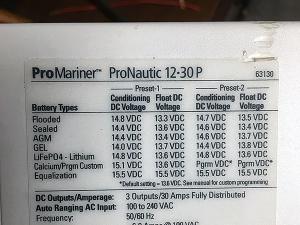 ProMariner™ ProNautic 12•30 P 63130
Preset-1 Preset-2
Battery Types Conditioning DC Voltage Float DC Voltage Conditioning DC Voltage Float DC Voltage
Flooded 14.8 VDC 13.3 VDC 14.7 VDC 13.5 VDC
Sealed 14.4 VDC 13.6 VDC 14.6 VDC 13.4 VDC
AGM 14.4 VDC 13.6 VDC 14.7 VDC 13.6 VDC
GEL 14.0 VDC 13.7 VDC 14.4 VDC 13.8 VDC
LiFePO4 - Lithium 14.4 VDC 13.6 VDC 14.8 VDC 13.6 VDC
Calcium/Prgm Custom 15.1 VDC 13.6 VDC Pgrm VDC* Pgrm VDC*
Equalization 15.5 VDC 15.5 VDC 15.5 VDC 15.5 VDC
*Default setting = 13.6 VDC. See manual for custom programming
DC Outputs/Amperage: 3 Outputs/30 Amps Fully Distributed
Auto Ranging AC Input: 100 to 240 VAC
Frequency: 50/60 Hz